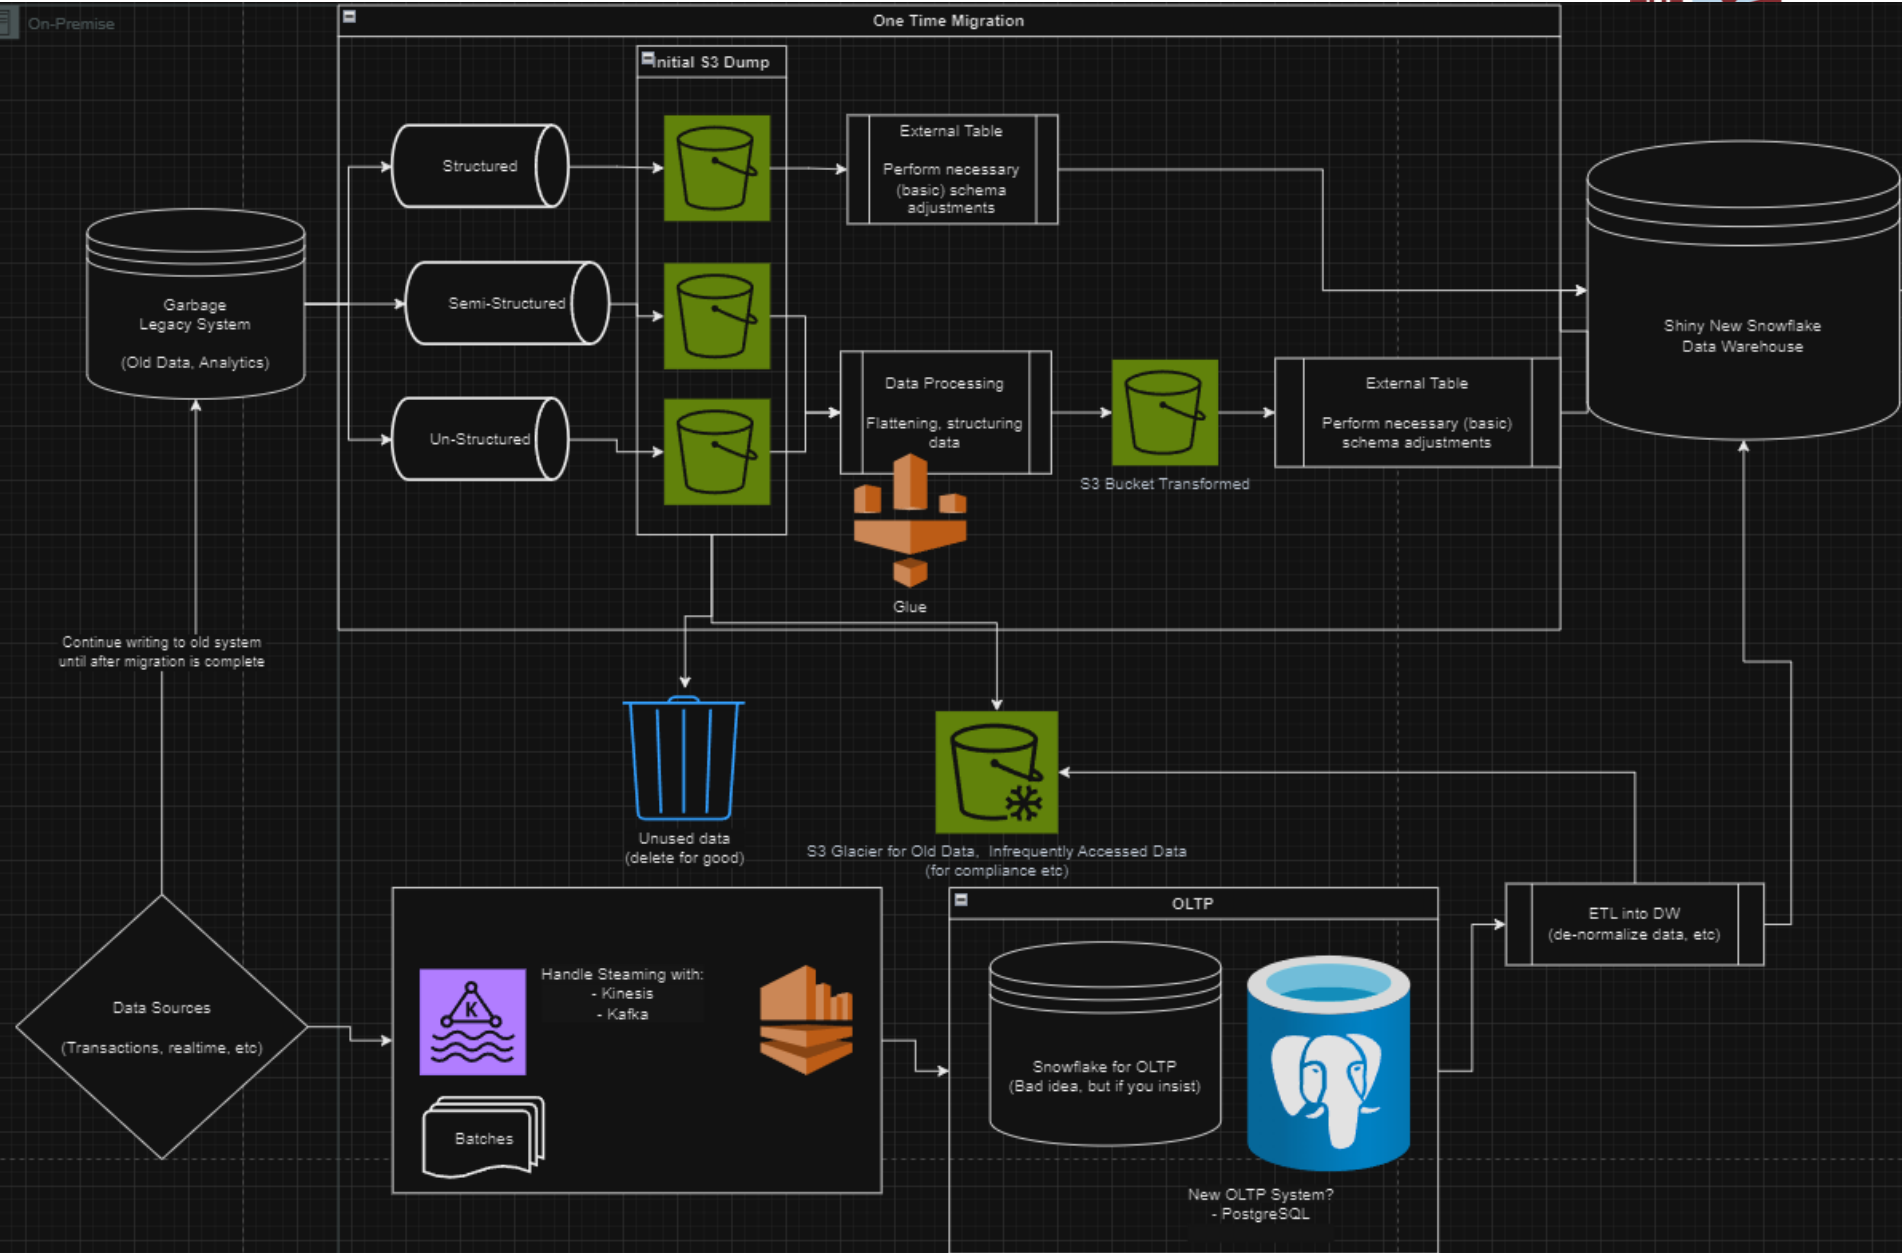 On-Premise
One Time Migration
Initial S3 Dump
Structured
External Table
Perform necessary
(basic) schema
adjustments
Garbage
Legacy System
(Old Data, Analytics)
Semi-Structured
Shiny New Snowflake
Data Warehouse
Un-Structured
Data Processing
Flattening, structuring
data
S3 Bucket Transformed
External Table
Perform necessary (basic)
schema adjustments
Glue
Continue writing to old system
until after migration is complete
Unused data
(delete for good)
S3 Glacier for Old Data, Infrequently Accessed Data
(for compliance etc)
Data Sources
(Transactions, realtime, etc)
Handle Steaming with:
- Kinesis
- Kafka
K
Batches
OLTP
Snowflake for OLTP
(Bad idea, but if you insist)
New OLTP System?
- PostgreSQL
ETL into DW
(de-normalize data, etc)